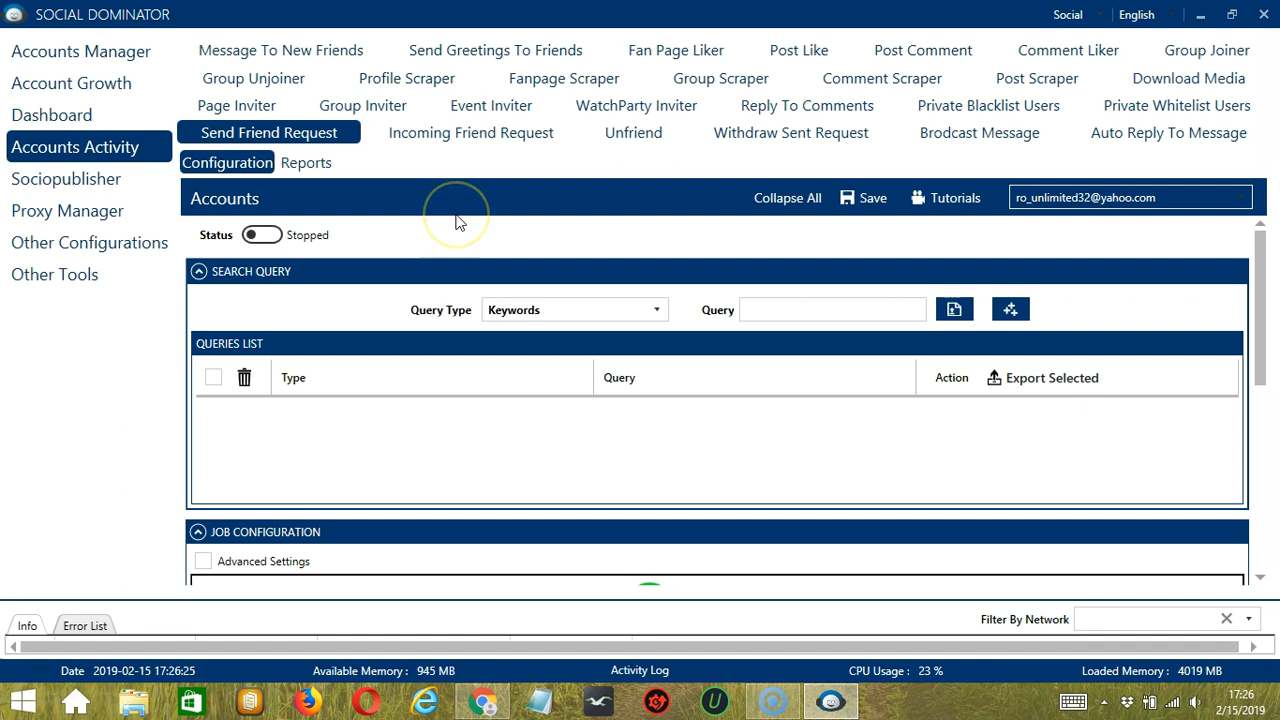 SOCIAL DOMINATOR Social English
Accounts Manager Message To New Friends Send Greetings To Friends Fan Page Liker Post Like Post Comment Comment Liker Group Joiner
Account Growth Group Unjoiner Profile Scraper Fanpage Scraper Group Scraper Comment Scraper Post Scraper Download Media
Dashboard Page Inviter Group Inviter Event Inviter WatchParty Inviter Reply To Comments Private Blacklist Users Private Whitelist Users
Accounts Activity Send Friend Request Incoming Friend Request Unfriend Withdraw Sent Request Brodcast Message Auto Reply To Message
Configuration Reports
Sociopublisher
Accounts Collapse All Save Tutorials ro_unlimited32@yahoo.com
Proxy Manager
Other Configurations Status Stopped
Other Tools SEARCH QUERY
Query Type Keywords Query
QUERIES LIST
Type Query Action Export Selected
JOB CONFIGURATION
Advanced Settings
Info Error List Filter By Network
Date 2019-02-15 17:26:25 Available Memory : 945 MB Activity Log CPU Usage : 23 % Loaded Memory : 4019 MB
17:26
2/15/2019